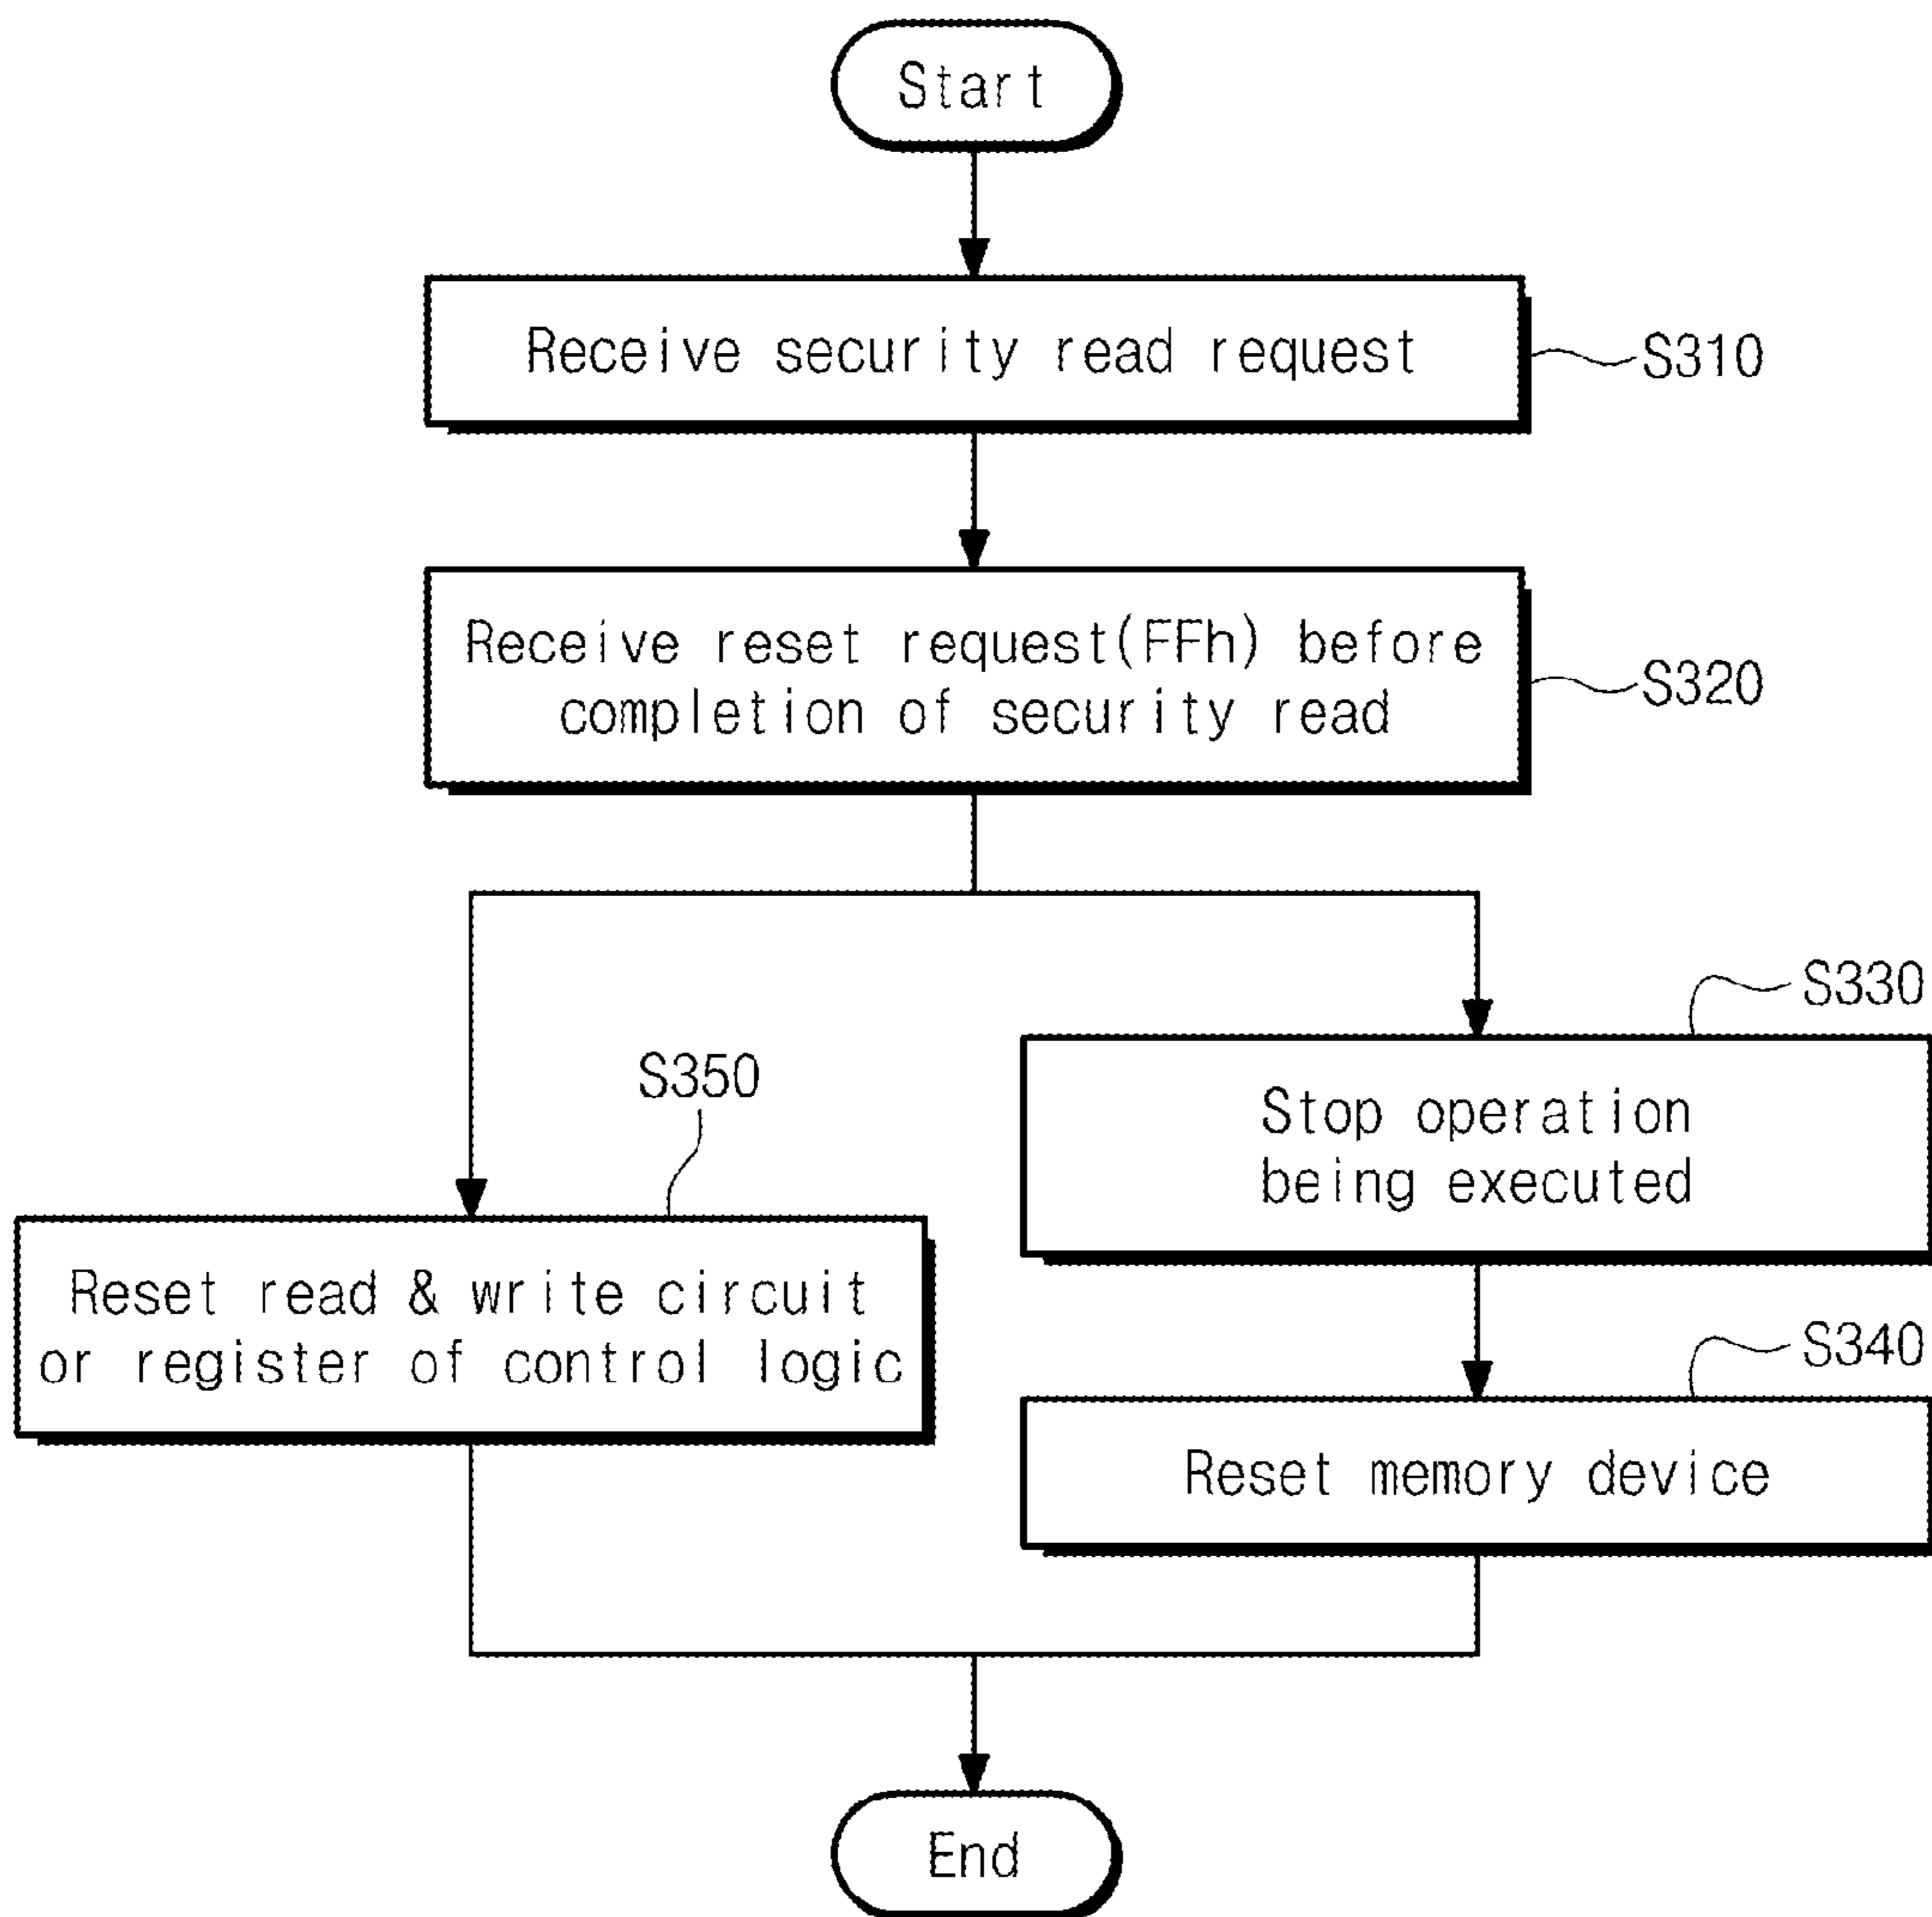 Start
Receive security read request
S310
Receive reset request(FFh) before
completion of security read
S320
S330
Stop operation
being executed
S350
Reset read & write circuit
or register of control logic
S340
Reset memory device
End